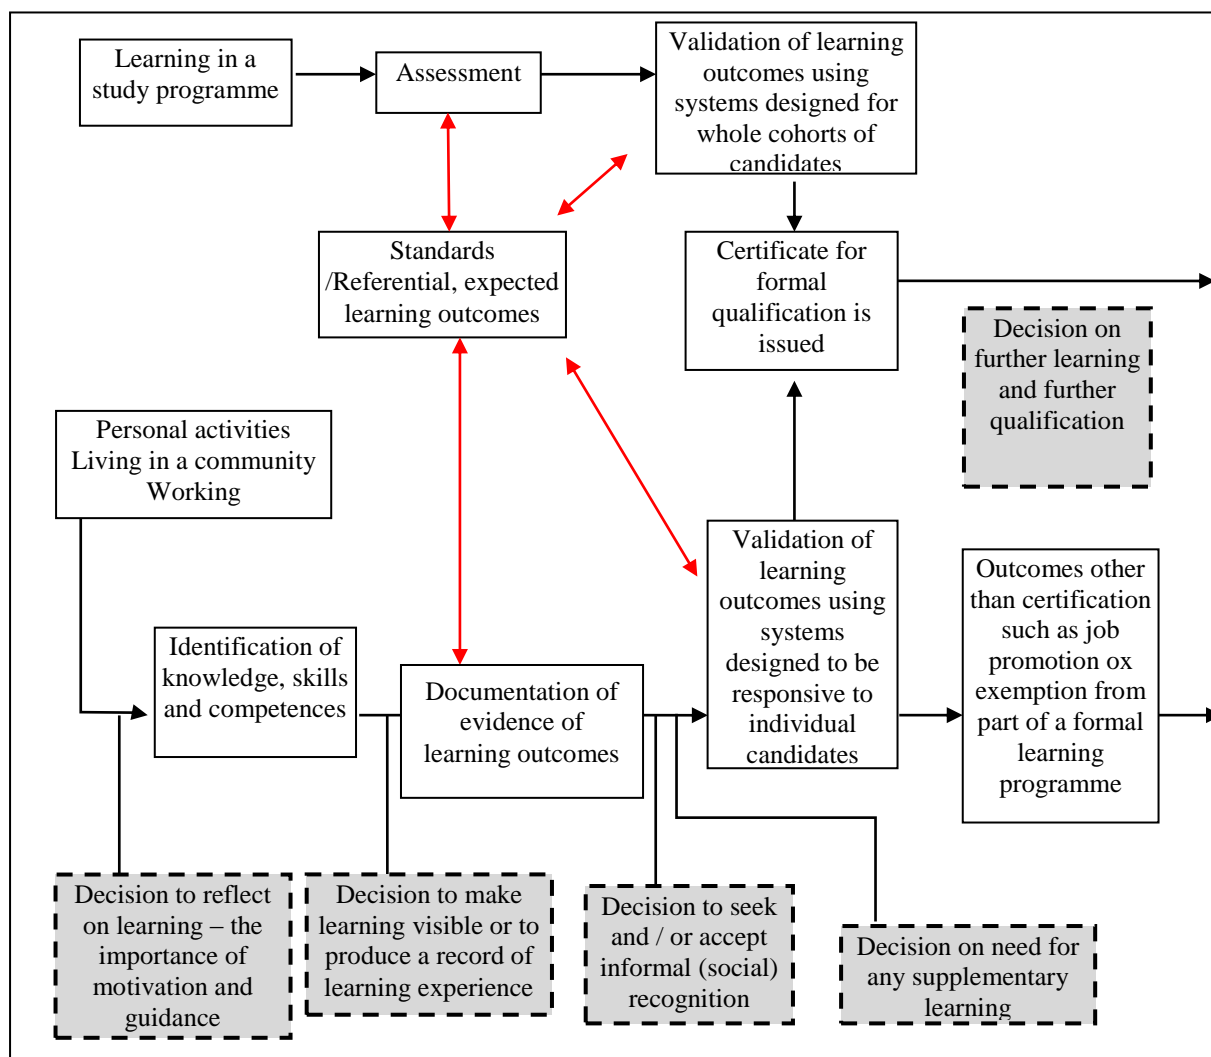 Learning in a
study programme
Assessment
Validation of learning
outcomes using
systems designed for
whole cohorts of
candidates
Standards
/Referential, expected
learning outcomes
Certificate for
formal
qualification is
issued
Decision on
further learning
and further
qualification
Personal activities
Living in a community
Working
Identification of
knowledge, skills
and competences
Documentation of
evidence of
learning outcomes
Validation of
learning
outcomes using
systems
designed to be
responsive to
individual
candidates
Outcomes other
than certification
such as job
promotion ox
exemption from
part of a formal
learning
programme
Decision to reflect
on learning – the
importance of
motivation and
guidance
Decision to make
learning visible or to
produce a record of
learning experience
Decision to seek
and / or accept
informal (social)
recognition
Decision on need for
any supplementary
learning